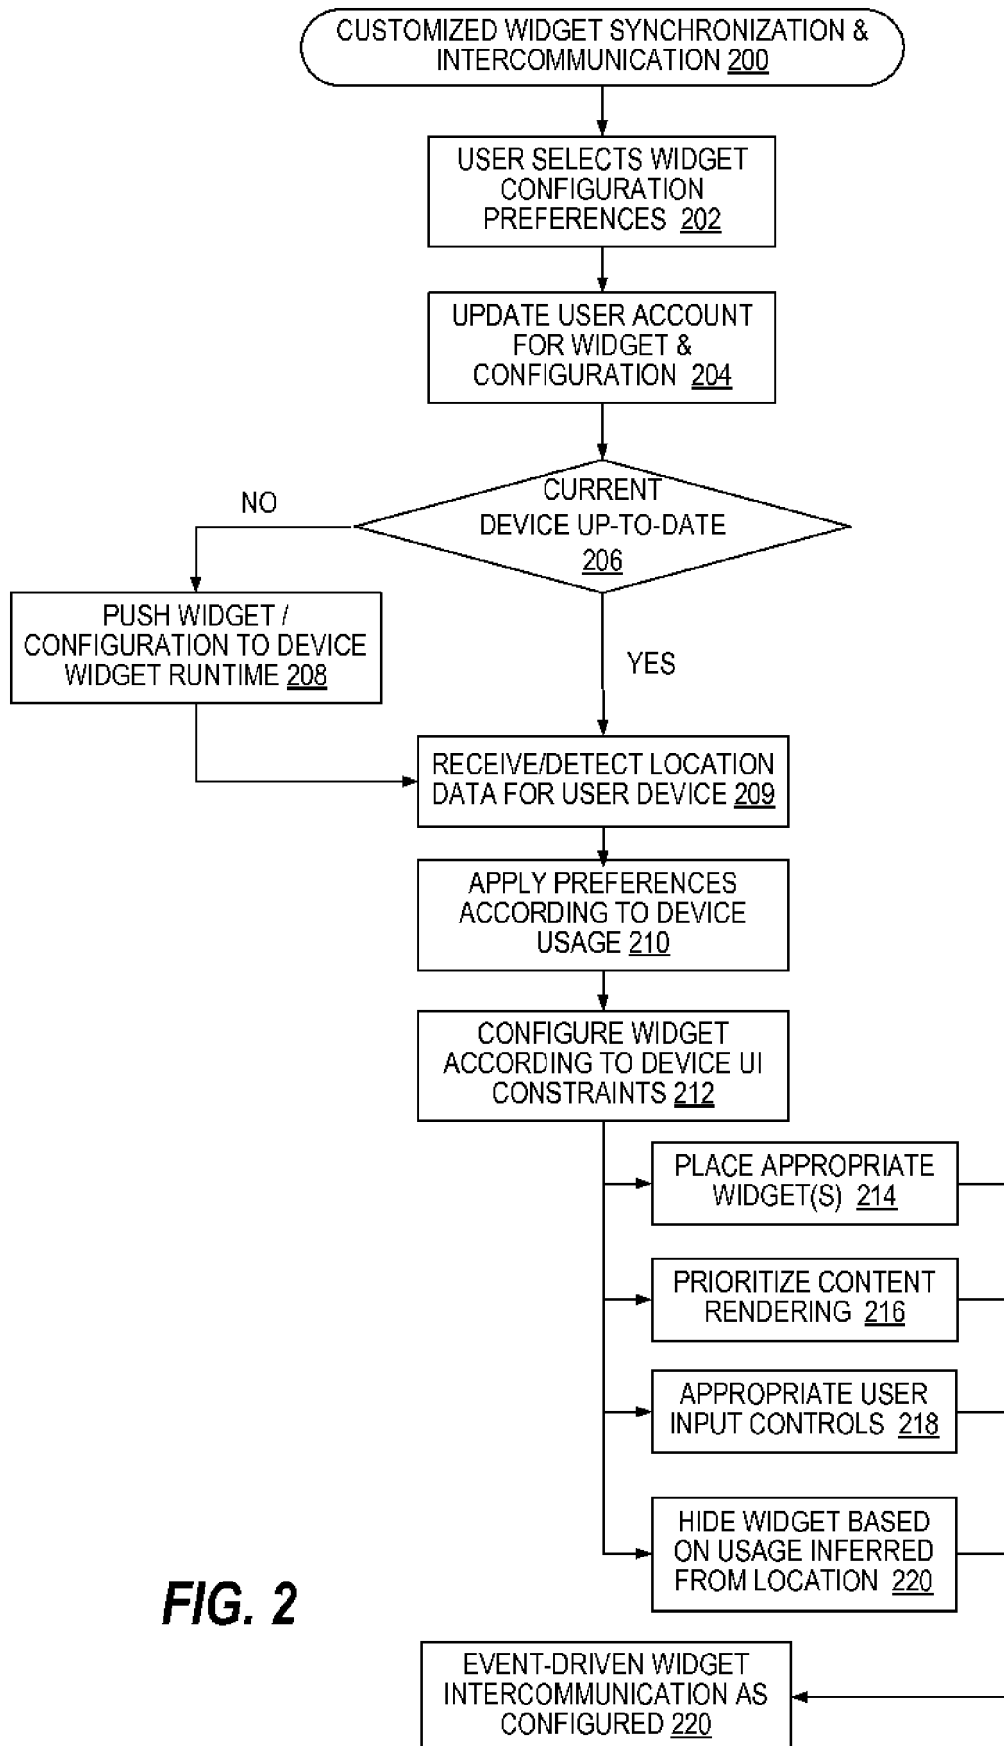 CUSTOMIZED WIDGET SYNCHRONIZATION &
INTERCOMMUNICATION 200
USER SELECTS WIDGET
CONFIGURATION
PREFERENCES 202
UPDATE USER ACCOUNT
FOR WIDGET &
CONFIGURATION 204
CURRENT
DEVICE UP-TO-DATE
206
NO
PUSH WIDGET /
CONFIGURATION TO DEVICE
WIDGET RUNTIME 208
YES
RECEIVE/DETECT LOCATION
DATA FOR USER DEVICE 209
APPLY PREFERENCES
ACCORDING TO DEVICE
USAGE 210
CONFIGURE WIDGET
ACCORDING TO DEVICE UI
CONSTRAINTS 212
PLACE APPROPRIATE
WIDGET(S) 214
PRIORITIZE CONTENT
RENDERING 216
APPROPRIATE USER
INPUT CONTROLS 218
HIDE WIDGET BASED
ON USAGE INFERRED
FROM LOCATION 220
FIG. 2
EVENT-DRIVEN WIDGET
INTERCOMMUNICATION AS
CONFIGURED 220